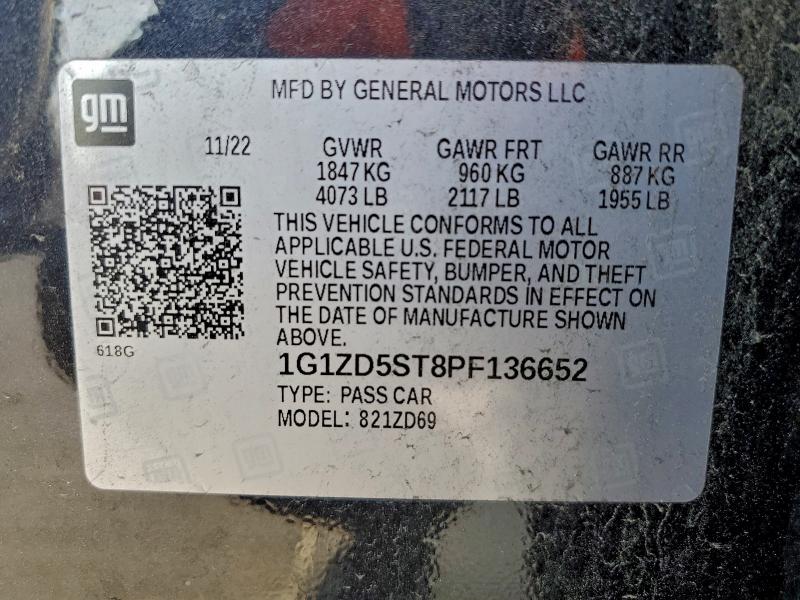 gm
MFD BY GENERAL MOTORS LLC
11/22 GVWR GAWR FRT GAWR RR
1847 KG 960 KG 887 KG
4073 LB 2117 LB 1955 LB
THIS VEHICLE CONFORMS TO ALL
APPLICABLE U.S. FEDERAL MOTOR
VEHICLE SAFETY, BUMPER, AND THEFT
PREVENTION STANDARDS IN EFFECT ON
THE DATE OF MANUFACTURE SHOWN
ABOVE.
618G
1G1ZD5ST8PF136652
TYPE: PASS CAR
MODEL: 821ZD69